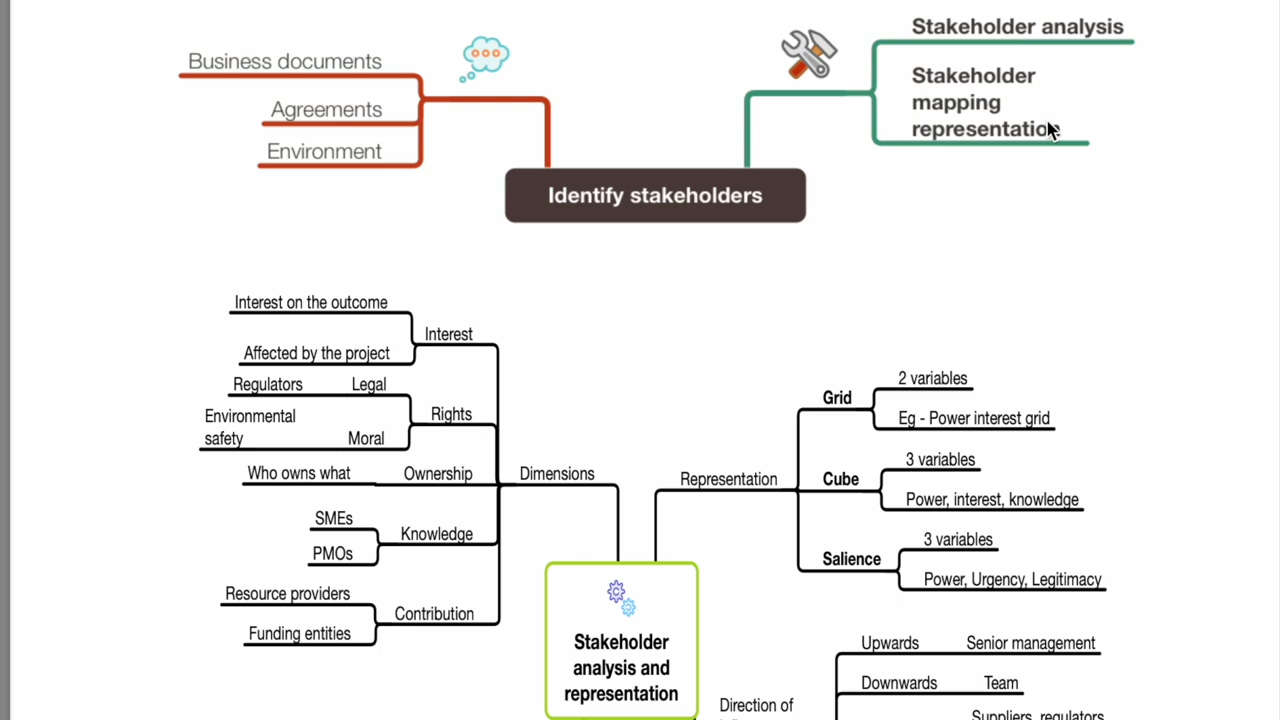 Business documents
Agreements
Environment
Stakeholder analysis
Stakeholder
mapping
representation
Identify stakeholders
Interest on the outcome
Affected by the project
Interest
Regulators Legal
Environmental
safety Moral
Rights
Who owns what Ownership
SMEs
PMOs
Knowledge
Resource providers
Funding entities
Contribution
Dimensions
Representation
Grid
2 variables
Eg - Power interest grid
Cube
3 variables
Power, interest, knowledge
Salience
3 variables
Power, Urgency, Legitimacy
Stakeholder
analysis and
representation
Direction of
Upwards Senior management
Downwards Team
Suppliers, regulators